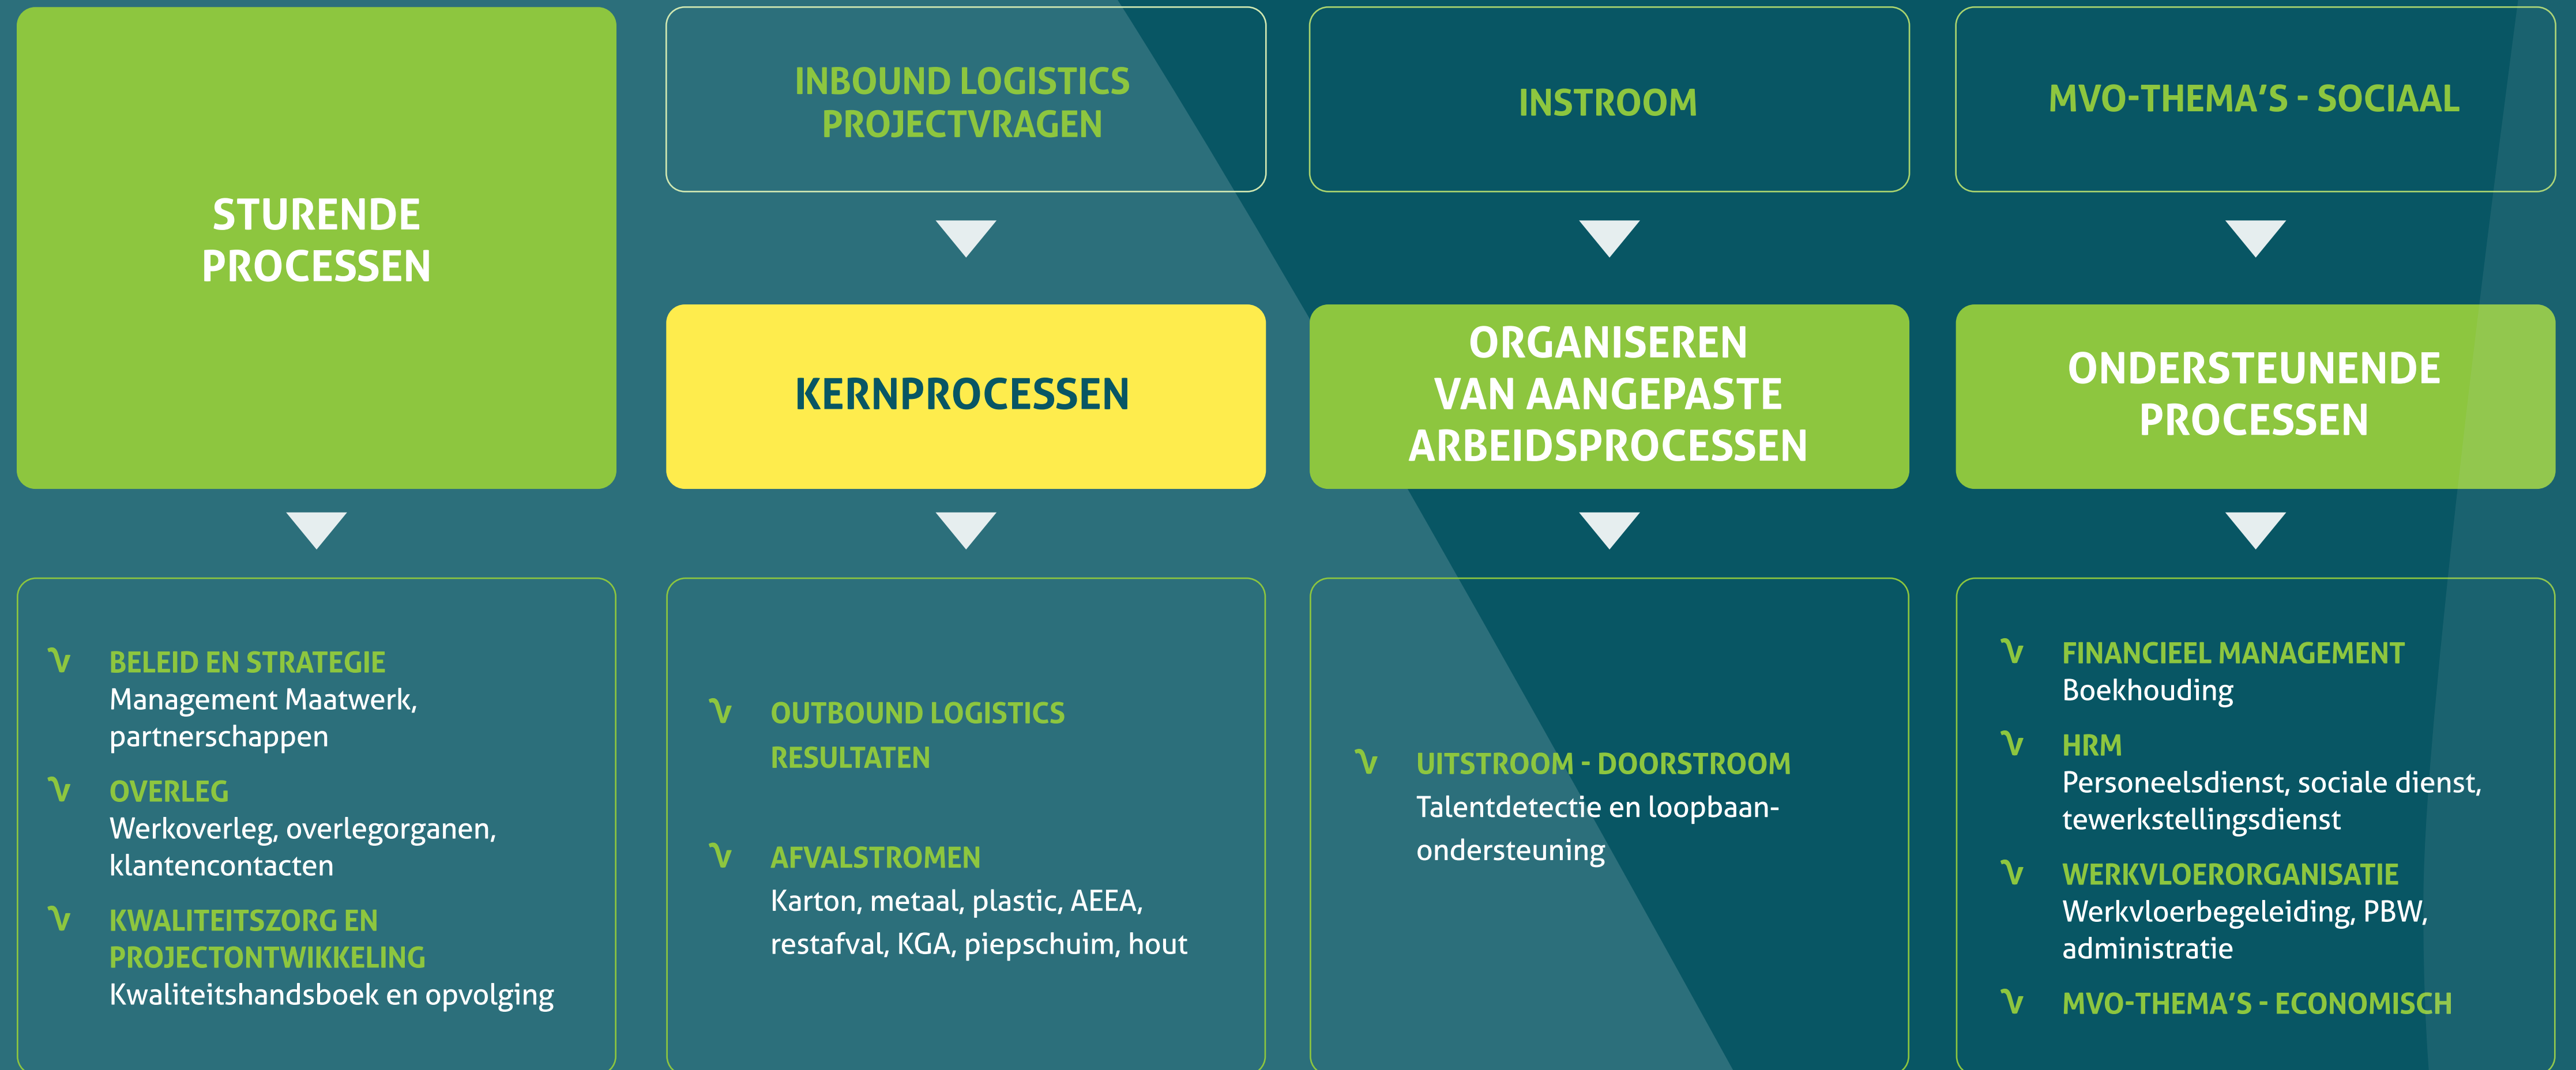 STURENDE
PROCESSEN
BELEID EN STRATEGIE
Management Maatwerk,
partnerschappen
OVERLEG
Werkoverleg, overlegorganen,
klantencontacten
KWALITEITSZORG EN
PROJECTONTWIKKELING
Kwaliteitshandsboek en opvolging
INBOUND LOGISTICS
PROJECTVRAGEN
KERNPROCESSEN
OUTBOUND LOGISTICS
RESULTATEN
AFVALSTROMEN
Karton, metaal, plastic, AEEA,
restafval, KGA, piepschuim, hout
INSTROOM
ORGANISEREN
VAN AANGEPASTE
ARBEIDSPROCESSEN
UITSTROOM - DOORSTROOM
Talentdetectie en loopbaan-
ondersteuning
MVO-THEMA’S - SOCIAAL
ONDERSTEUNENDE
PROCESSEN
FINANCIEEL MANAGEMENT
Boekhouding
HRM
Personeelsdienst, sociale dienst,
tewerkstellingsdienst
WERKVLOERORGANISATIE
Werkvloerbegeleiding, PBW,
administratie
MVO-THEMA’S - ECONOMISCH